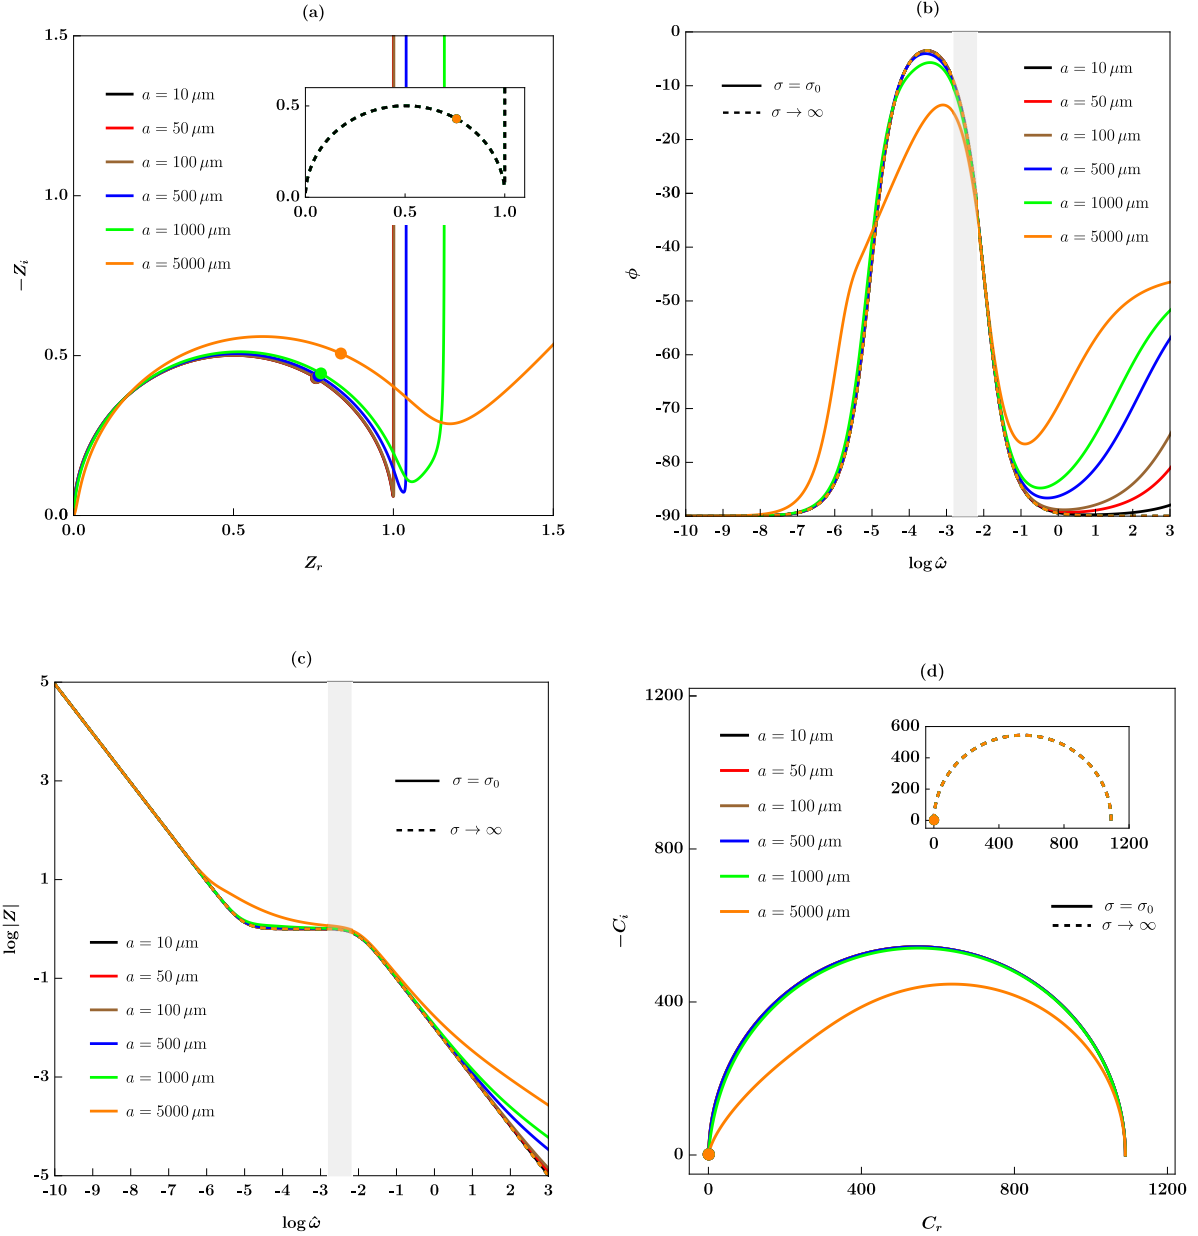 (a)
1.5
1.0
0.5
0.0
0.0
0.5
1.0
1.5
−Z_i
Z_r
a = 10 μm
a = 50 μm
a = 100 μm
a = 500 μm
a = 1000 μm
a = 5000 μm
0.5
0.0
0.0
0.5
1.0
(b)
0
-10
-20
-30
-40
-50
-60
-70
-80
-90
-10 -9 -8 -7 -6 -5 -4 -3 -2 -1 0 1 2 3
ϕ
log ω̂
σ = σ_0
σ → ∞
a = 10 μm
a = 50 μm
a = 100 μm
a = 500 μm
a = 1000 μm
a = 5000 μm
(c)
5
3
1
-1
-3
-5
-10 -9 -8 -7 -6 -5 -4 -3 -2 -1 0 1 2 3
log |Z|
log ω̂
σ = σ_0
σ → ∞
a = 10 μm
a = 50 μm
a = 100 μm
a = 500 μm
a = 1000 μm
a = 5000 μm
(d)
1200
800
400
0
0
400
800
1200
−C_i
C_r
a = 10 μm
a = 50 μm
a = 100 μm
a = 500 μm
a = 1000 μm
a = 5000 μm
600
400
200
0
0
400
800
1200
σ = σ_0
σ → ∞